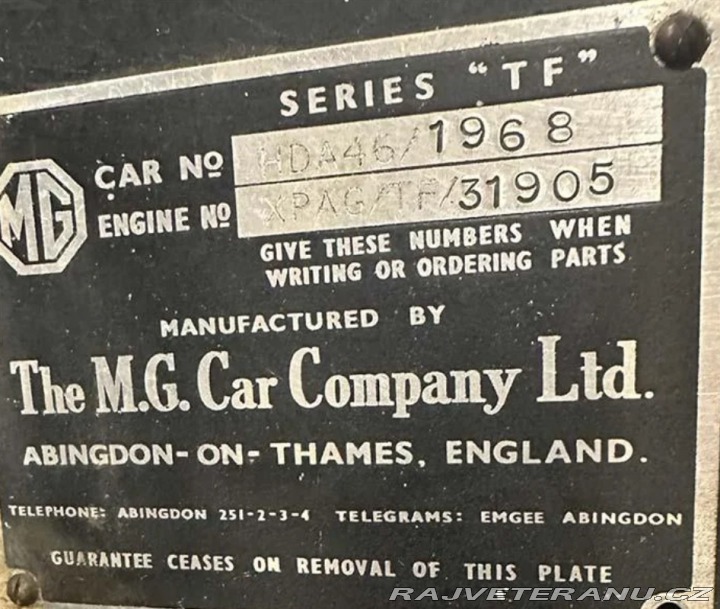 SERIES "TF"
CAR Nº HDA46/1968
MG
ENGINE Nº XPAG/TF/31905
GIVE THESE NUMBERS WHEN
WRITING OR ORDERING PARTS
MANUFACTURED BY
The M.G. Car Company Ltd.
ABINGDON-ON-THAMES, ENGLAND.
TELEPHONE: ABINGDON 251-2-3-4 TELEGRAMS: EMGEE ABINGDON
GUARANTEE CEASES ON REMOVAL OF THIS PLATE
RAJVETERANU.CZ